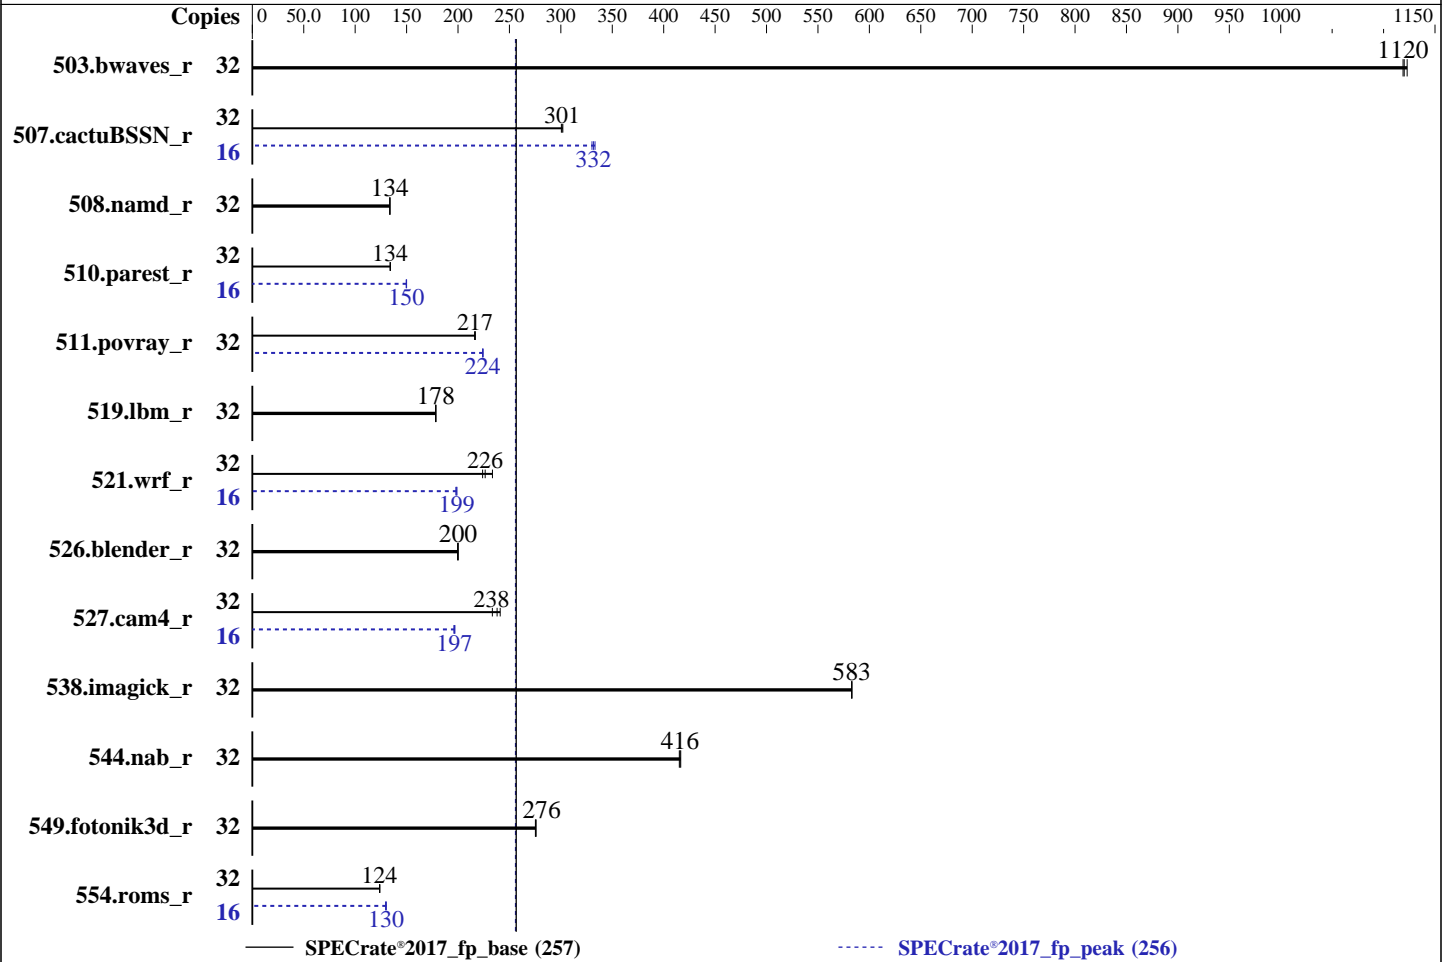 Copies 0 50.0 100 150 200 250 300 350 400 450 500 550 600 650 700 750 800 850 900 950 1000 1150
503.bwaves_r 32 1120
507.cactuBSSN_r 32 301
16 332
508.namd_r 32 134
510.parest_r 32 134
16 150
511.povray_r 32 217
224
519.lbm_r 32 178
521.wrf_r 32 226
16 199
526.blender_r 32 200
527.cam4_r 32 238
16 197
538.imagick_r 32 583
544.nab_r 32 416
549.fotonik3d_r 32 276
554.roms_r 32 124
16 130
SPECrate®2017_fp_base (257) SPECrate®2017_fp_peak (256)